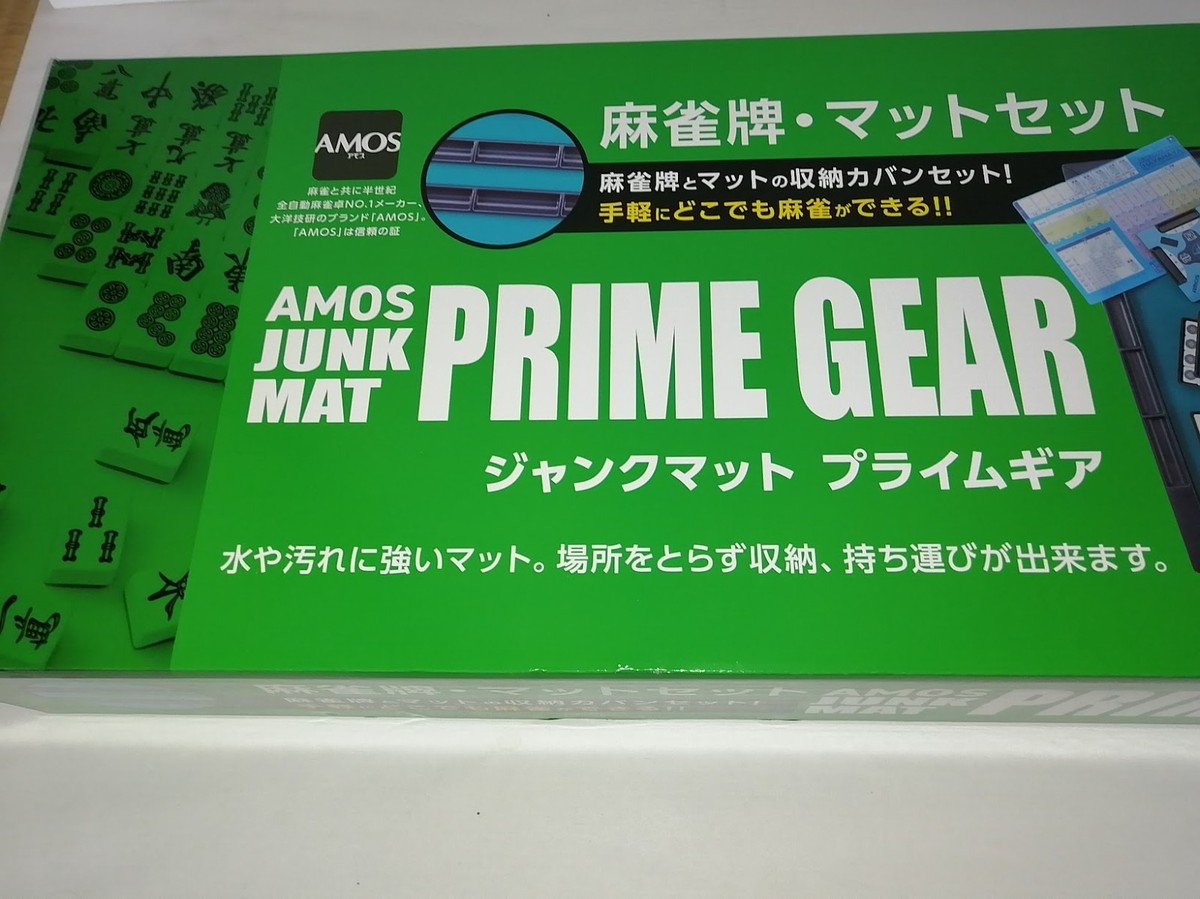 麻雀牌・マットセット
AMOS
アモス
麻雀と共に半世紀
全自動麻雀卓NO.1メーカー、
大洋技研のブランド「AMOS」。
「AMOS」は信頼の証
麻雀牌とマットの収納カバンセット!
手軽にどこでも麻雀ができる!!
AMOS
JUNK
MAT
PRIME GEAR
ジャンクマット プライムギア
水や汚れに強いマット。場所をとらず収納、持ち運びが出来ます。
麻雀牌・マットセット
AMOS
JUNK
MAT